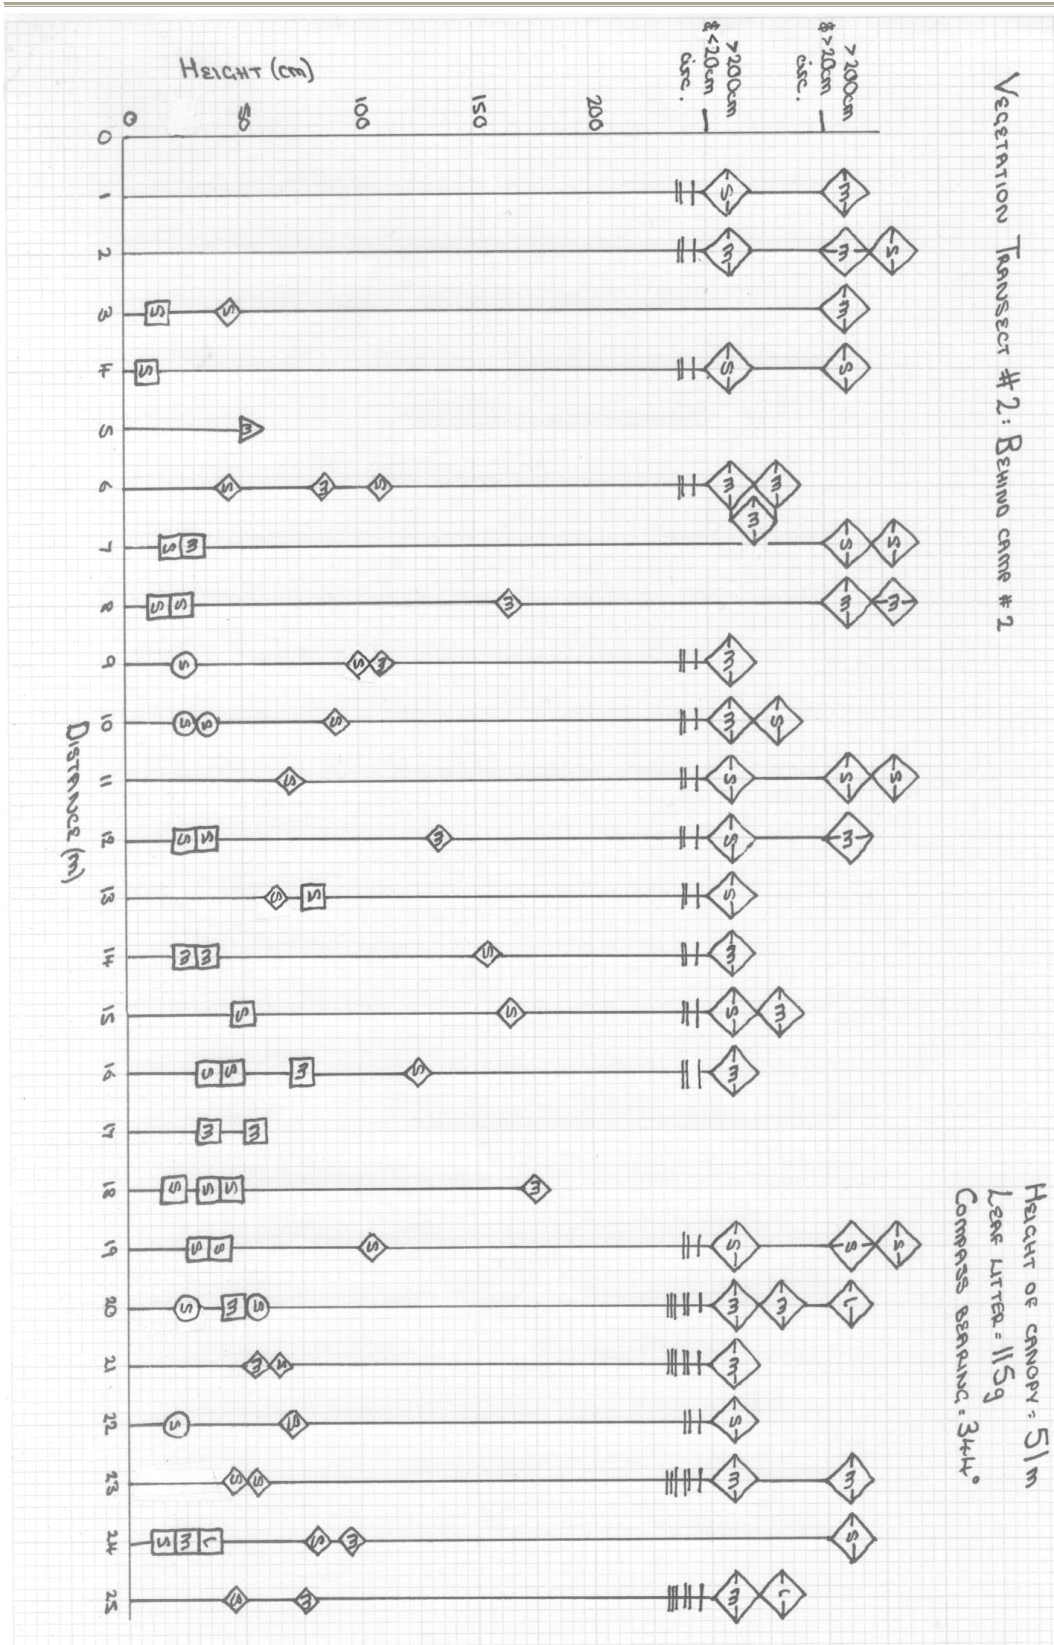 VEGETATION TRANSECT #2: BEHIND CAMP #2
HEIGHT OF CANOPY = 51m
LEAF LITTER = 115g
COMPASS BEARING = 344°
>200cm
& >20cm
circ.
>200cm
& <20cm
circ.
200
150
100
50
0
HEIGHT (cm)
S m
m m S
S S m
S S S
m
S m S m m m
S m S S
S S m m m
S S m m
S S S m S
S S S S
S S m S m
S S S
m m S m
S S S m
S S m S m
m m
S S S m
S S S S S S
S m S m m L
m S m
S S S
S S m m
S m L S m S
S m m L
0 1 2 3 4 5 6 7 8 9 10 11 12 13 14 15 16 17 18 19 20 21 22 23 24 25
DISTANCE (m)